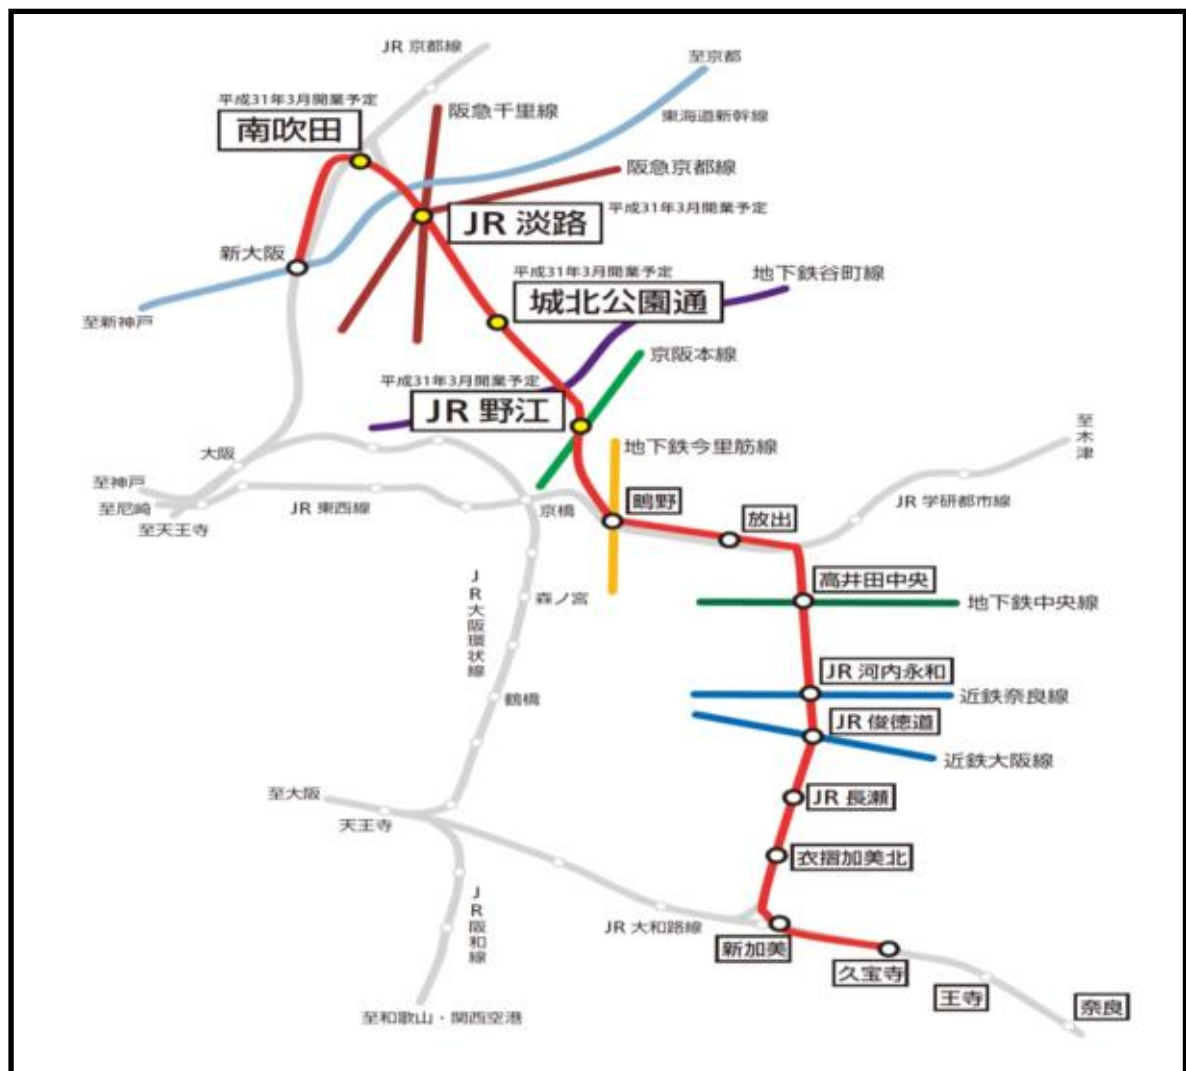 JR 京都線
至京都
平成31年3月開業予定
南吹田
阪急千里線
東海道新幹線
阪急京都線
JR 淡路
平成31年3月開業予定
新大阪
平成31年3月開業予定
地下鉄谷町線
城北公園通
至新神戸
京阪本線
平成31年3月開業予定
JR 野江
至木津
地下鉄今里筋線
大阪
至神戸
至尼崎
至天王寺
JR 東西線
京橋
鴫野
放出
JR 学研都市線
高井田中央
地下鉄中央線
JR大阪環状線
森ノ宮
JR 河内永和
近鉄奈良線
鶴橋
JR 俊徳道
近鉄大阪線
至大阪
JR 長瀬
天王寺
衣摺加美北
JR阪和線
JR 大和路線
新加美
久宝寺
王寺
奈良
至和歌山・関西空港